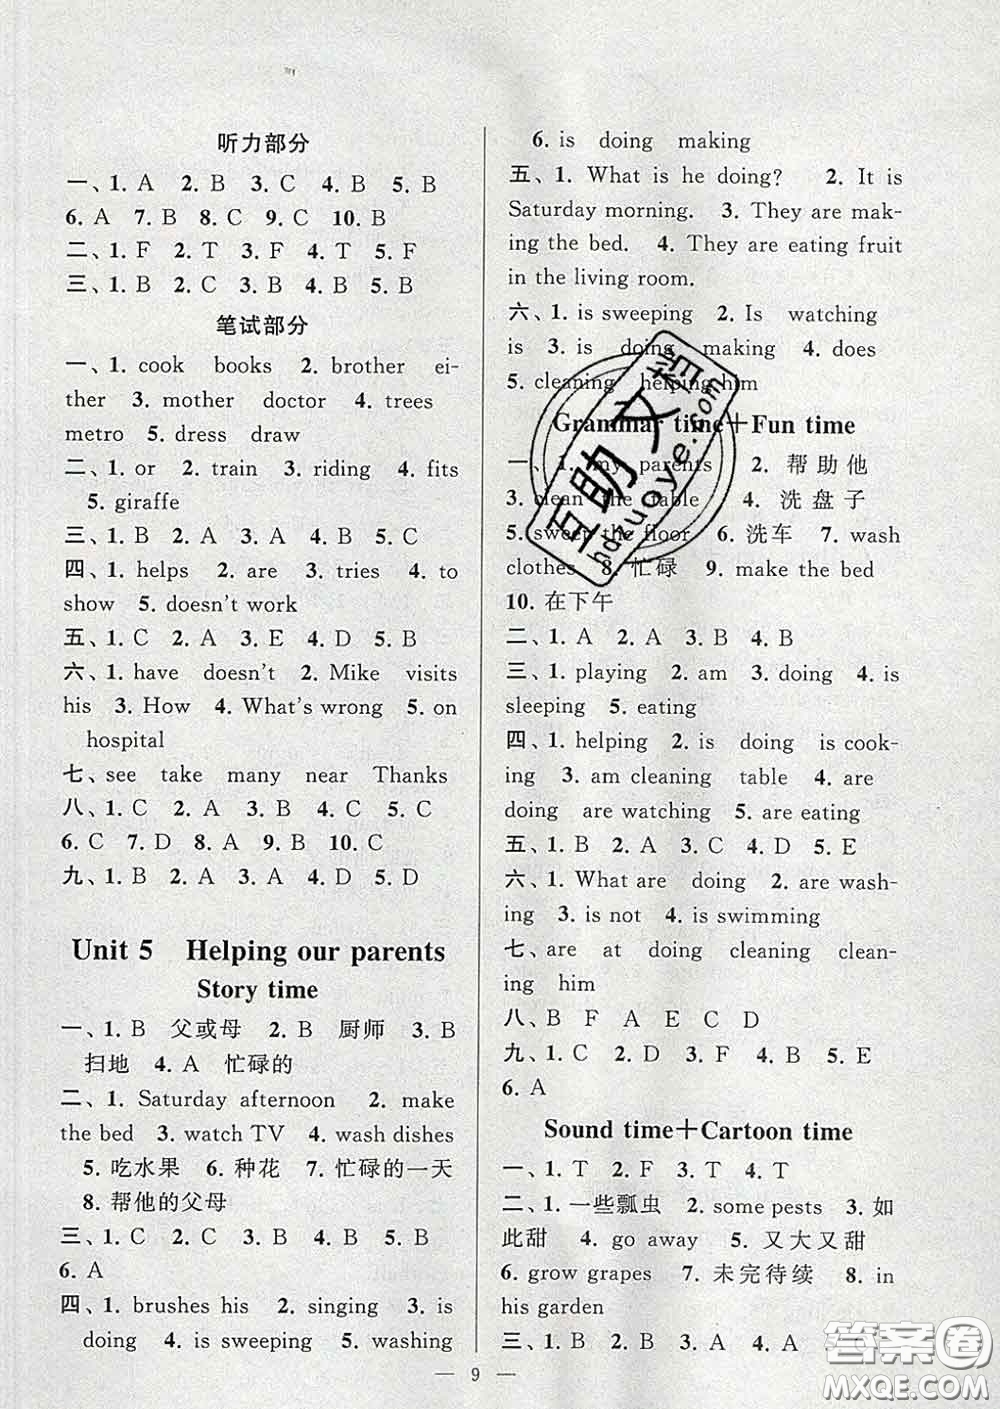 听力部分
一、1. A 2. B 3. C 4. B 5. B
6. A 7. B 8. C 9. C 10. B
二、1. F 2. T 3. F 4. T 5. F
三、1. B 2. C 3. B 4. B 5. B
笔试部分
一、1. cook books 2. brother ei-
ther 3. mother doctor 4. trees
metro 5. dress draw
二、1. or 2. train 3. riding 4. fits
5. giraffe
三、1. B 2. B 3. A 4. B 5. C
四、1. helps 2. are 3. tries 4. to
show 5. doesn't work
五、1. C 2. A 3. E 4. D 5. B
六、1. have doesn't 2. Mike visits
his 3. How 4. What's wrong 5. on
hospital
七、see take many near Thanks
八、1. C 2. A 3. B 4. A 5. C
6. C 7. D 8. A 9. B 10. C
九、1. B 2. A 3. B 4. D 5. D
Unit 5 Helping our parents
Story time
一、1. B 父或母 2. B 厨师 3. B
扫地 4. A 忙碌的
二、1. Saturday afternoon 2. make
the bed 3. watch TV 4. wash dishes
5. 吃水果 6. 种花 7. 忙碌的一天
8. 帮他的父母
三、1. C 2. C 3. B 4. B 5. B
6. A
四、1. brushes his 2. singing 3. is
doing 4. is sweeping 5. washing
6. is doing making
五、1. What is he doing? 2. It is
Saturday morning. 3. They are mak-
ing the bed. 4. They are eating fruit
in the living room.
六、1. is sweeping 2. Is watching
is 3. is doing making 4. does
5. cleaning helping him
Grammar time＋Fun time
一、1. my parents 2. 帮助他
3. clean the table 4. 洗盘子
5. sweep the floor 6. 洗车 7. wash
clothes 8. 忙碌 9. make the bed
10. 在下午
二、1. A 2. A 3. B 4. B
三、1. playing 2. am 3. doing 4. is
sleeping 5. eating
四、1. helping 2. is doing is cook-
ing 3. am cleaning table 4. are
doing are watching 5. are eating
五、1. B 2. A 3. C 4. D 5. E
六、1. What are doing 2. are wash-
ing 3. is not 4. is swimming
七、are at doing cleaning clean-
ing him
八、B F A E C D
九、1. C 2. D 3. F 4. B 5. E
6. A
Sound time＋Cartoon time
一、1. T 2. F 3. T 4. T
二、1. 一些瓢虫 2. some pests 3. 如
此甜 4. go away 5. 又大又甜
6. grow grapes 7. 未完待续 8. in
his garden
三、1. B 2. B 3. A 4. A
9
互助文
hdzuoye.com
答案圈
MXQE.COM